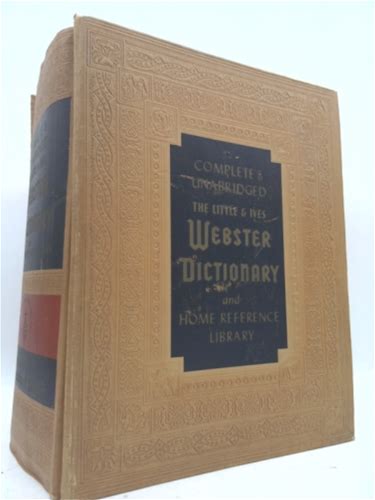 COMPLETE &
UNABRIDGED
THE LITTLE & IVES
WEBSTER
DICTIONARY
and
HOME REFERENCE
LIBRARY